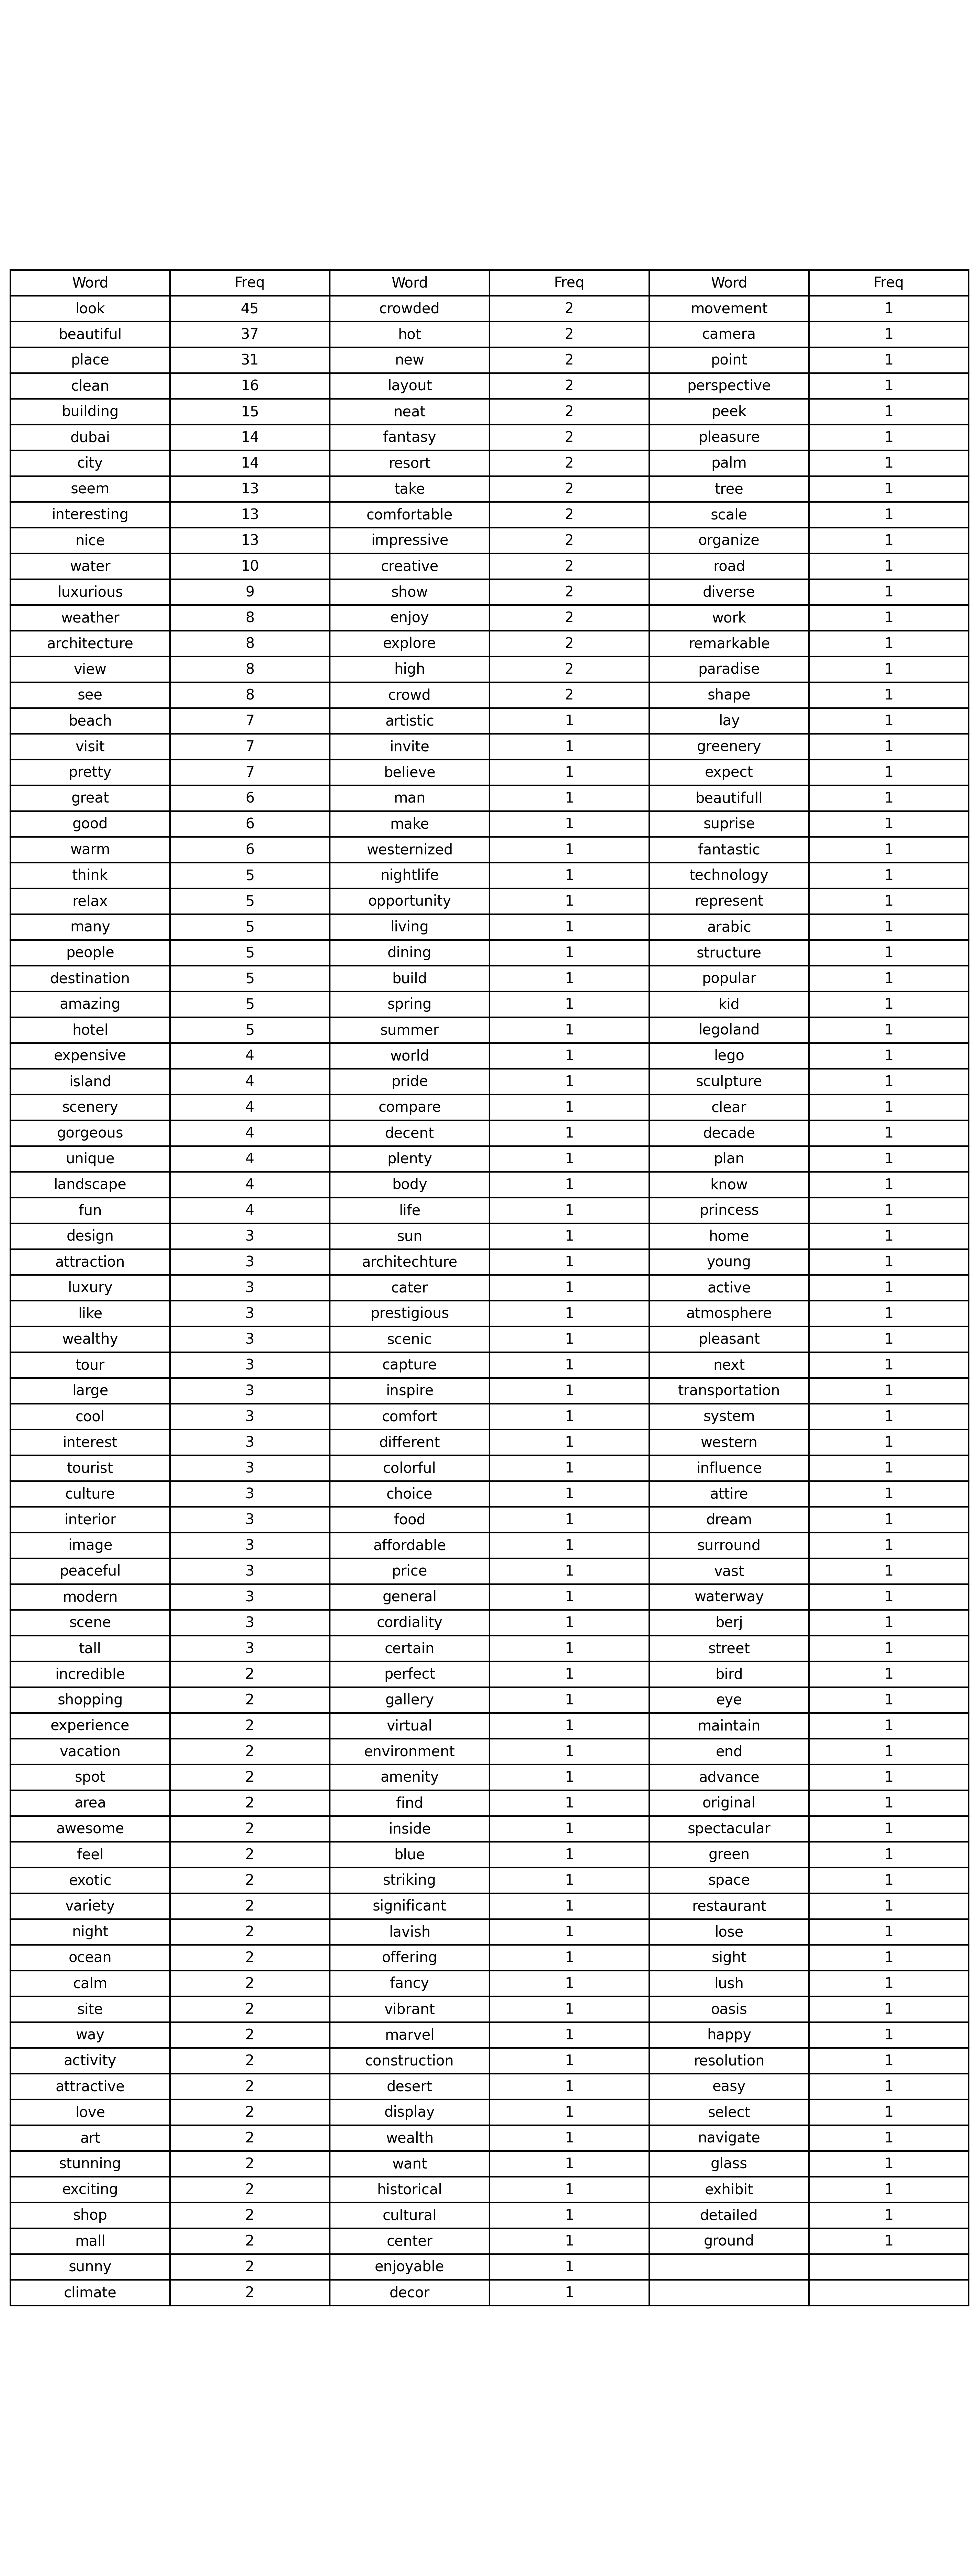 Word Freq Word Freq Word Freq
look 45 crowded 2 movement 1
beautiful 37 hot 2 camera 1
place 31 new 2 point 1
clean 16 layout 2 perspective 1
building 15 neat 2 peek 1
dubai 14 fantasy 2 pleasure 1
city 14 resort 2 palm 1
seem 13 take 2 tree 1
interesting 13 comfortable 2 scale 1
nice 13 impressive 2 organize 1
water 10 creative 2 road 1
luxurious 9 show 2 diverse 1
weather 8 enjoy 2 work 1
architecture 8 explore 2 remarkable 1
view 8 high 2 paradise 1
see 8 crowd 2 shape 1
beach 7 artistic 1 lay 1
visit 7 invite 1 greenery 1
pretty 7 believe 1 expect 1
great 6 man 1 beautifull 1
good 6 make 1 suprise 1
warm 6 westernized 1 fantastic 1
think 5 nightlife 1 technology 1
relax 5 opportunity 1 represent 1
many 5 living 1 arabic 1
people 5 dining 1 structure 1
destination 5 build 1 popular 1
amazing 5 spring 1 kid 1
hotel 5 summer 1 legoland 1
expensive 4 world 1 lego 1
island 4 pride 1 sculpture 1
scenery 4 compare 1 clear 1
gorgeous 4 decent 1 decade 1
unique 4 plenty 1 plan 1
landscape 4 body 1 know 1
fun 4 life 1 princess 1
design 3 sun 1 home 1
attraction 3 architechture 1 young 1
luxury 3 cater 1 active 1
like 3 prestigious 1 atmosphere 1
wealthy 3 scenic 1 pleasant 1
tour 3 capture 1 next 1
large 3 inspire 1 transportation 1
cool 3 comfort 1 system 1
interest 3 different 1 western 1
tourist 3 colorful 1 influence 1
culture 3 choice 1 attire 1
interior 3 food 1 dream 1
image 3 affordable 1 surround 1
peaceful 3 price 1 vast 1
modern 3 general 1 waterway 1
scene 3 cordiality 1 berj 1
tall 3 certain 1 street 1
incredible 2 perfect 1 bird 1
shopping 2 gallery 1 eye 1
experience 2 virtual 1 maintain 1
vacation 2 environment 1 end 1
spot 2 amenity 1 advance 1
area 2 find 1 original 1
awesome 2 inside 1 spectacular 1
feel 2 blue 1 green 1
exotic 2 striking 1 space 1
variety 2 significant 1 restaurant 1
night 2 lavish 1 lose 1
ocean 2 offering 1 sight 1
calm 2 fancy 1 lush 1
site 2 vibrant 1 oasis 1
way 2 marvel 1 happy 1
activity 2 construction 1 resolution 1
attractive 2 desert 1 easy 1
love 2 display 1 select 1
art 2 wealth 1 navigate 1
stunning 2 want 1 glass 1
exciting 2 historical 1 exhibit 1
shop 2 cultural 1 detailed 1
mall 2 center 1 ground 1
sunny 2 enjoyable 1
climate 2 decor 1